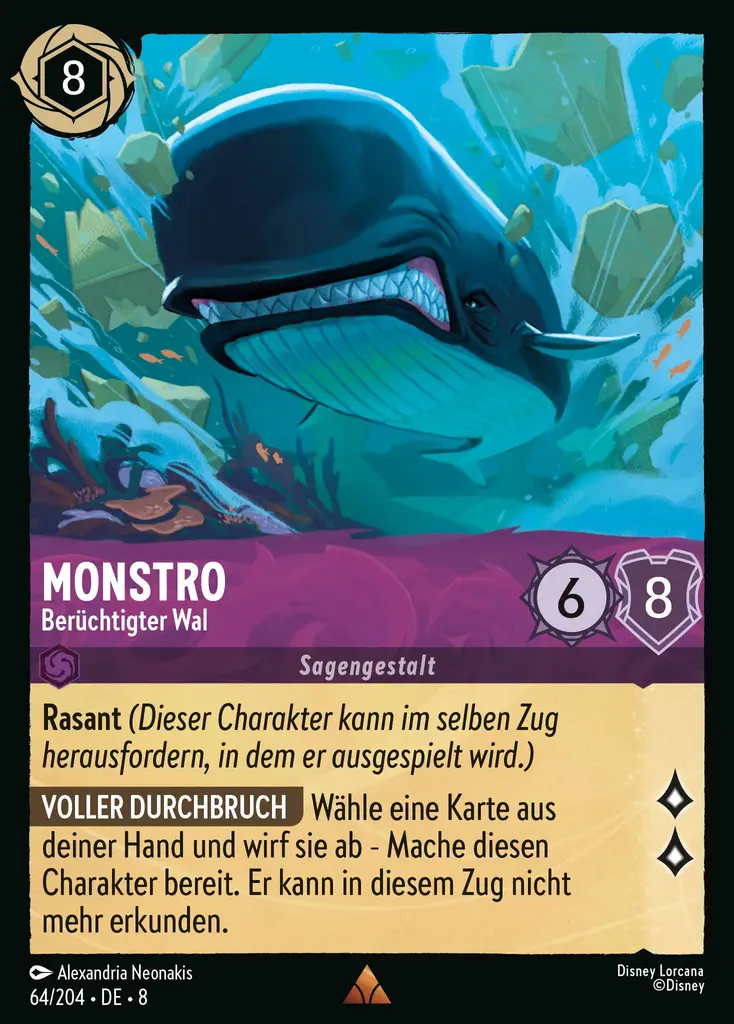 8
MONSTRO
Berüchtigter Wal
6
8
Sagengestalt
Rasant (Dieser Charakter kann im selben Zug
herausfordern, in dem er ausgespielt wird.)
VOLLER DURCHBRUCH Wähle eine Karte aus
deiner Hand und wirf sie ab - Mache diesen
Charakter bereit. Er kann in diesem Zug nicht
mehr erkunden.
Alexandria Neonakis
64/204 • DE • 8
Disney Lorcana
©Disney